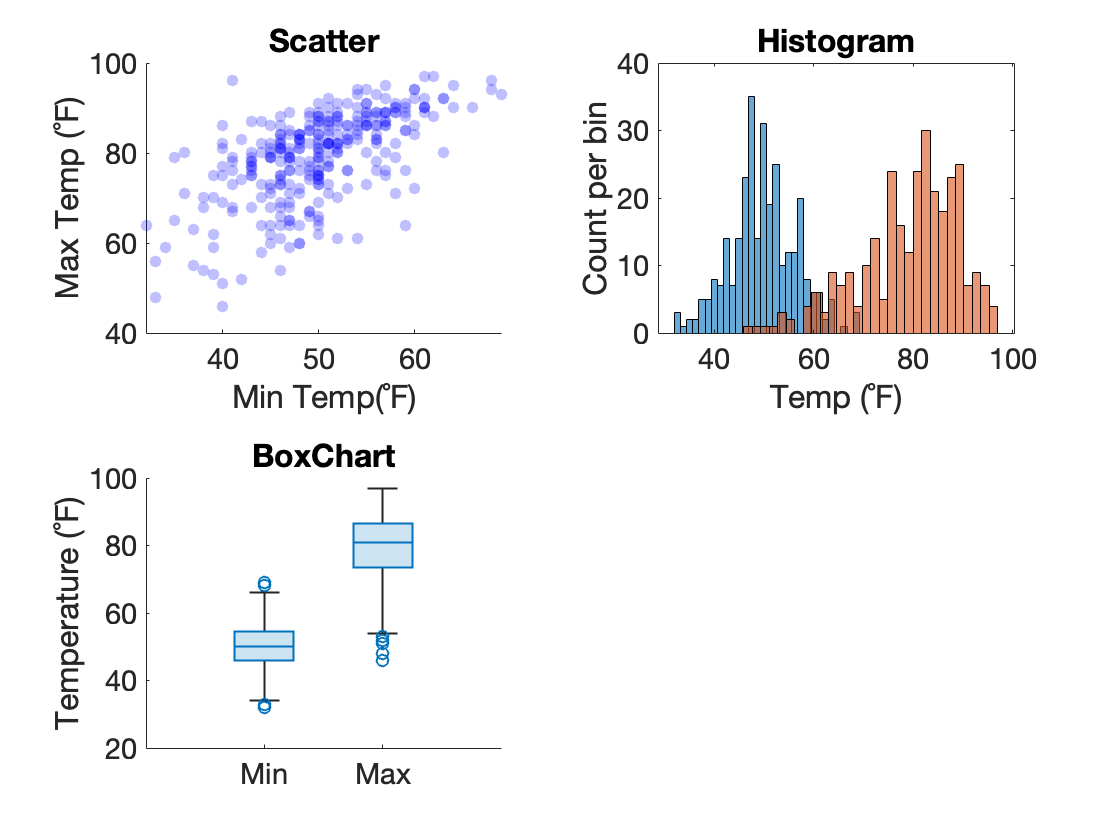 Scatter
100
80
60
40
Max Temp (°F)
40 50 60
Min Temp(°F)
Histogram
40
30
20
10
0
Count per bin
40 60 80 100
Temp (°F)
BoxChart
100
80
60
40
20
Temperature (°F)
Min Max